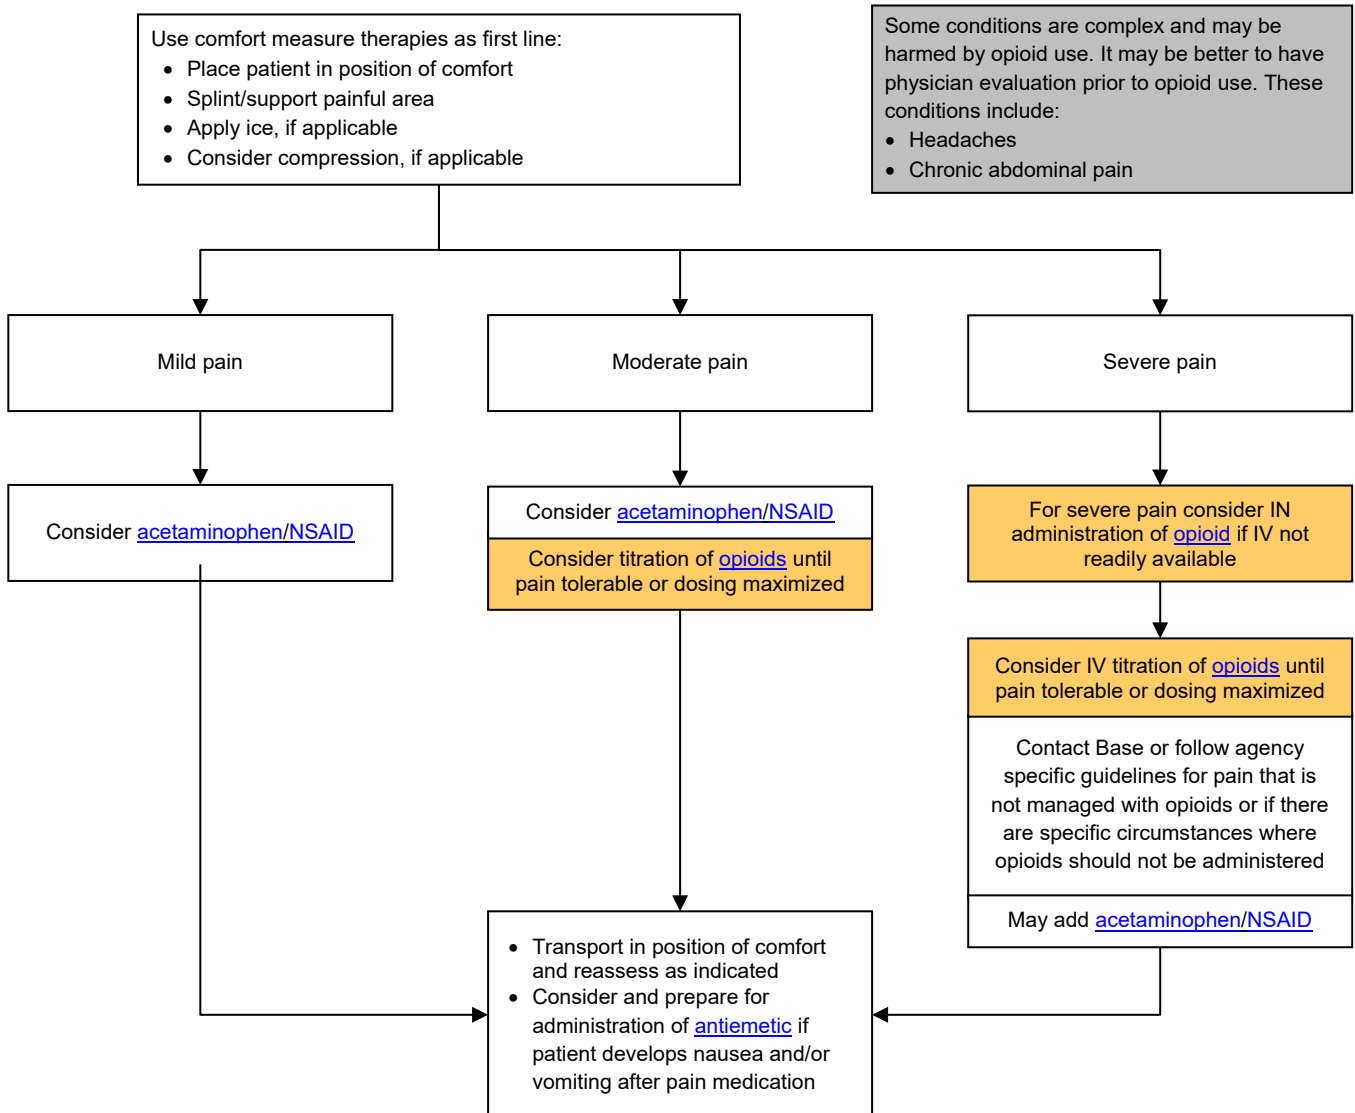 Use comfort measure therapies as first line:
• Place patient in position of comfort
• Splint/support painful area
• Apply ice, if applicable
• Consider compression, if applicable
Some conditions are complex and may be
harmed by opioid use. It may be better to have
physician evaluation prior to opioid use. These
conditions include:
• Headaches
• Chronic abdominal pain
Mild pain
Moderate pain
Severe pain
Consider acetaminophen/NSAID
Consider acetaminophen/NSAID
Consider titration of opioids until
pain tolerable or dosing maximized
For severe pain consider IN
administration of opioid if IV not
readily available
Consider IV titration of opioids until
pain tolerable or dosing maximized
Contact Base or follow agency
specific guidelines for pain that is
not managed with opioids or if there
are specific circumstances where
opioids should not be administered
May add acetaminophen/NSAID
• Transport in position of comfort
and reassess as indicated
• Consider and prepare for
administration of antiemetic if
patient develops nausea and/or
vomiting after pain medication